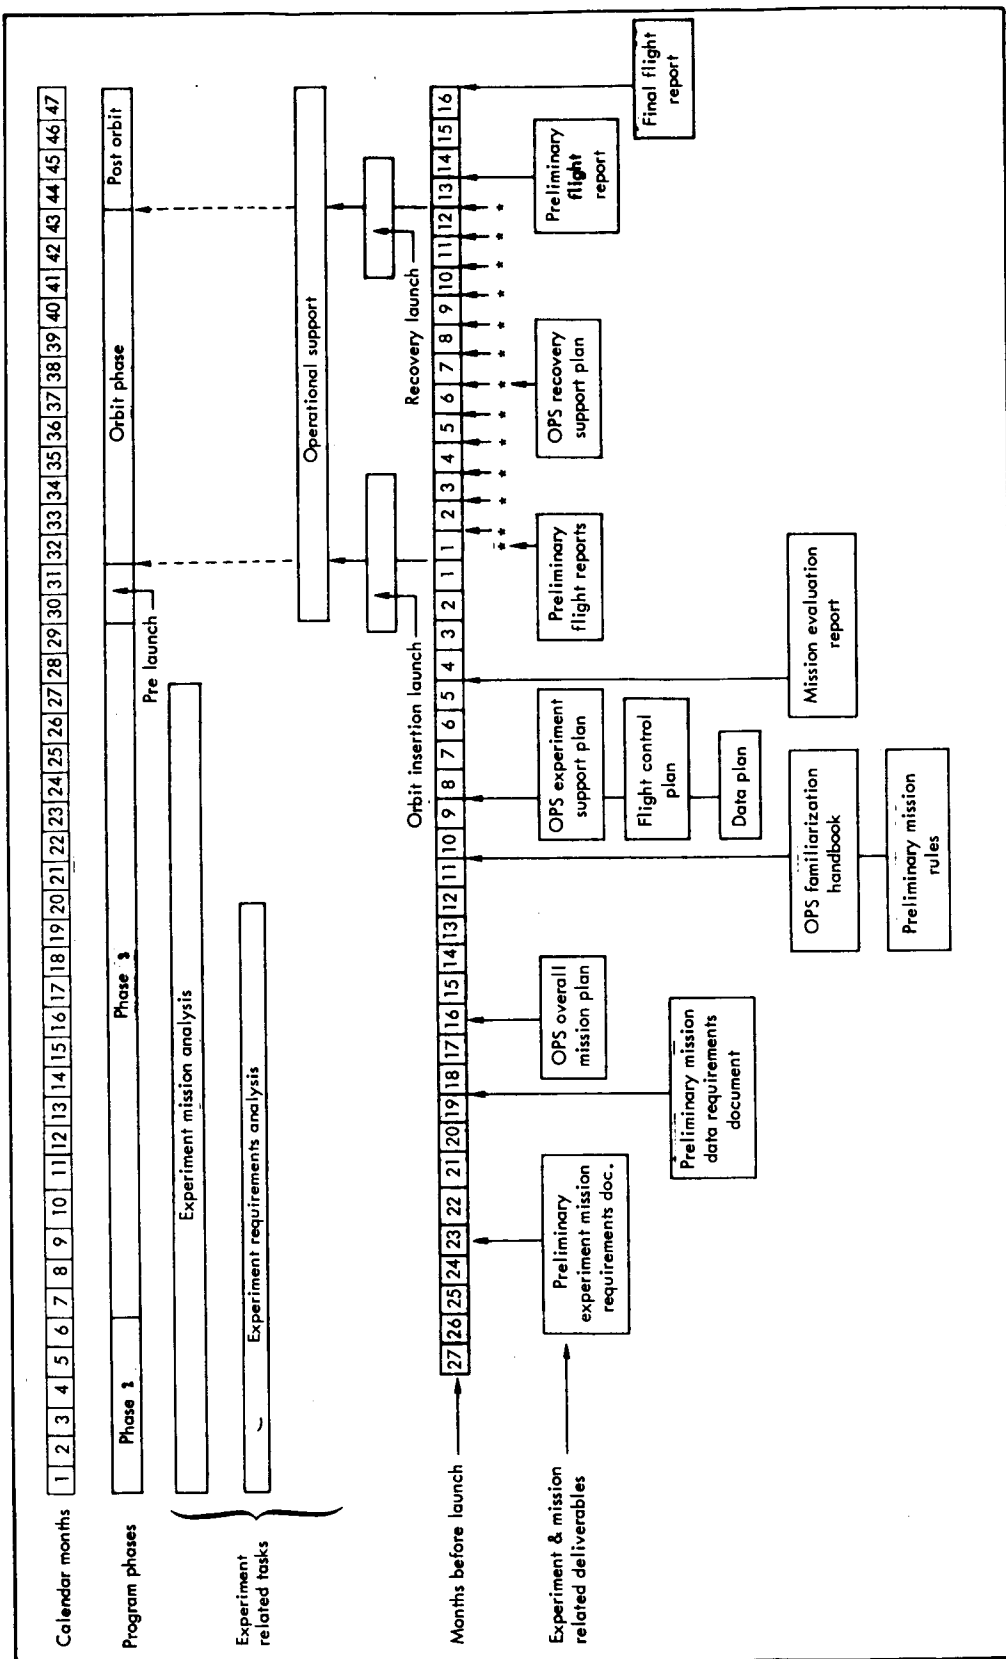 Calendar months
1 2 3 4 5 6 7 8 9 10 11 12 13 14 15 16 17 18 19 20 21 22 23 24 25 26 27 28 29 30 31 32 33 34 35 36 37 38 39 40 41 42 43 44 45 46 47
Program phases
Phase
Phase
Pre launch
Orbit phase
Post orbit
Experiment
related tasks
Experiment mission analysis
Experiment requirements analysis
Operational support
Orbit insertion launch
Recovery launch
Months before launch
27 26 25 24 23 22 21 20 19 18 17 16 15 14 13 12 11 10 9 8 7 6 5 4 3 2 1 1 2 3 4 5 6 7 8 9 10 11 12 13 14 15 16
* * * * * * * * * * * * *
Experiment & mission
related deliverables
Preliminary
experiment mission
requirements doc.
Preliminary mission
data requirements
document
OPS overall
mission plan
OPS familiarization
handbook
Preliminary mission
rules
OPS experiment
support plan
Flight control
plan
Data plan
Mission evaluation
report
Preliminary
flight reports
OPS recovery
support plan
Preliminary
flight
report
Final flight
report